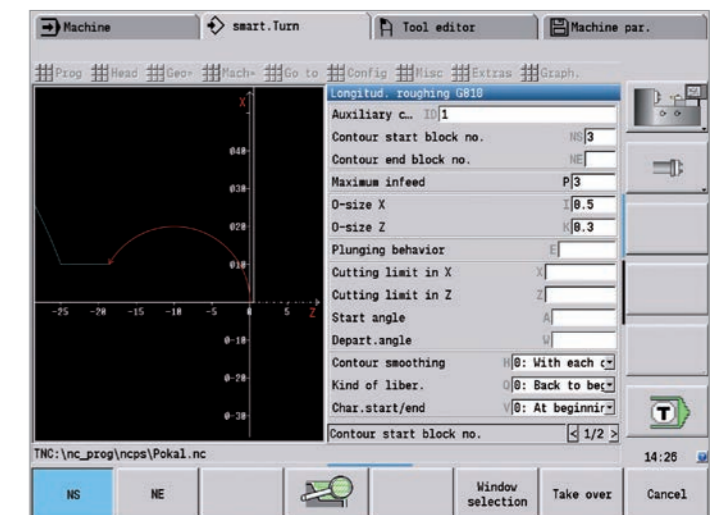 Machine
smart.Turn
Tool editor
Machine par.
Prog Head Geo» Mach» Go to Config Misc Extras Graph.
Longitud. roughing G810
Auxiliary c… ID 1
Contour start block no. NS 3
Contour end block no. NE
Maximum infeed P 3
O-size X I 0.5
O-size Z K 0.3
Plunging behavior E
Cutting limit in X X
Cutting limit in Z Z
Start angle A
Depart.angle W
Contour smoothing H 0: With each c
Kind of liber. Q 0: Back to beg
Char.start/end V 0: At beginnin
Contour start block no. < 1/2 >
X
ø40
ø30
ø20
ø10
-25 -20 -15 -10 -5 0 5 Z
ø-10
ø-20
ø-30
T
TNC:\nc_prog\ncps\Pokal.nc
14:26
NS
NE
Window selection
Take over
Cancel